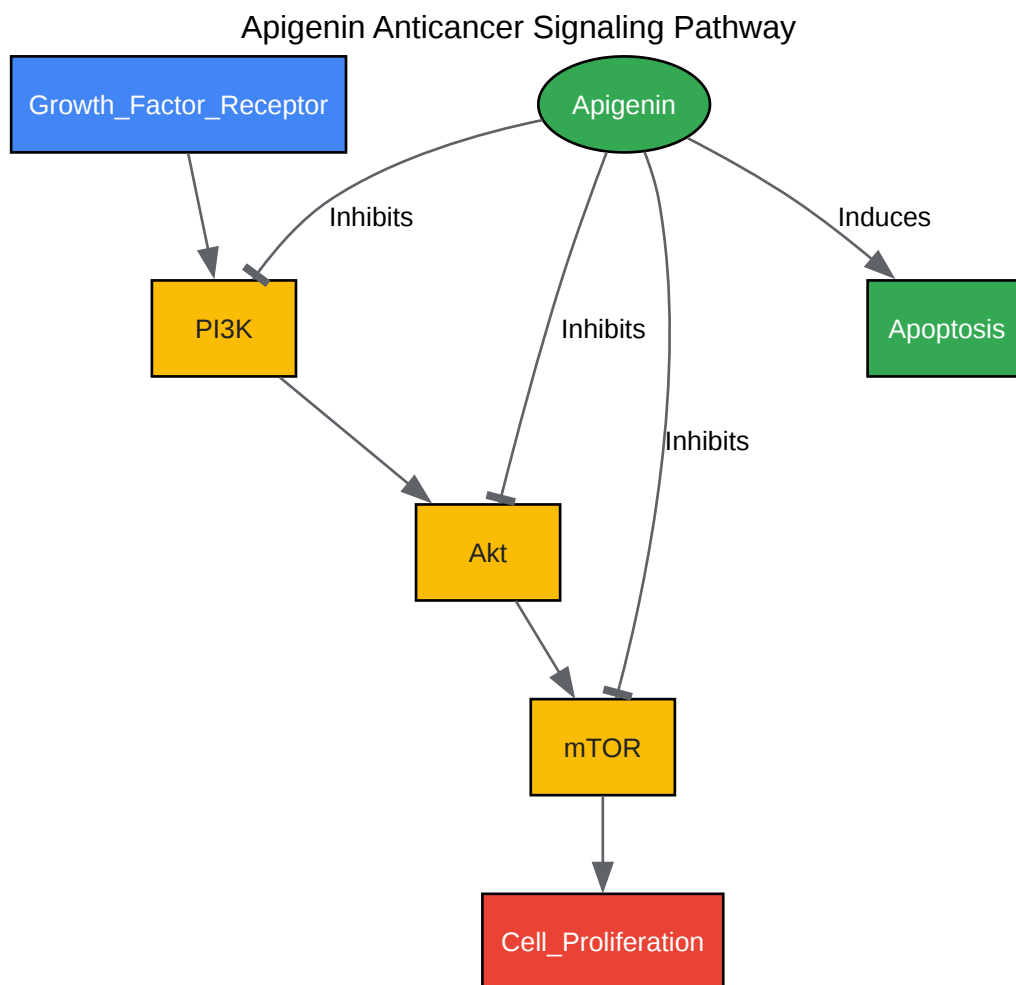 Apigenin Anticancer Signaling Pathway
Growth_Factor_Receptor
Apigenin
Inhibits
Induces
PI3K
Inhibits
Apoptosis
Inhibits
Akt
mTOR
Cell_Proliferation